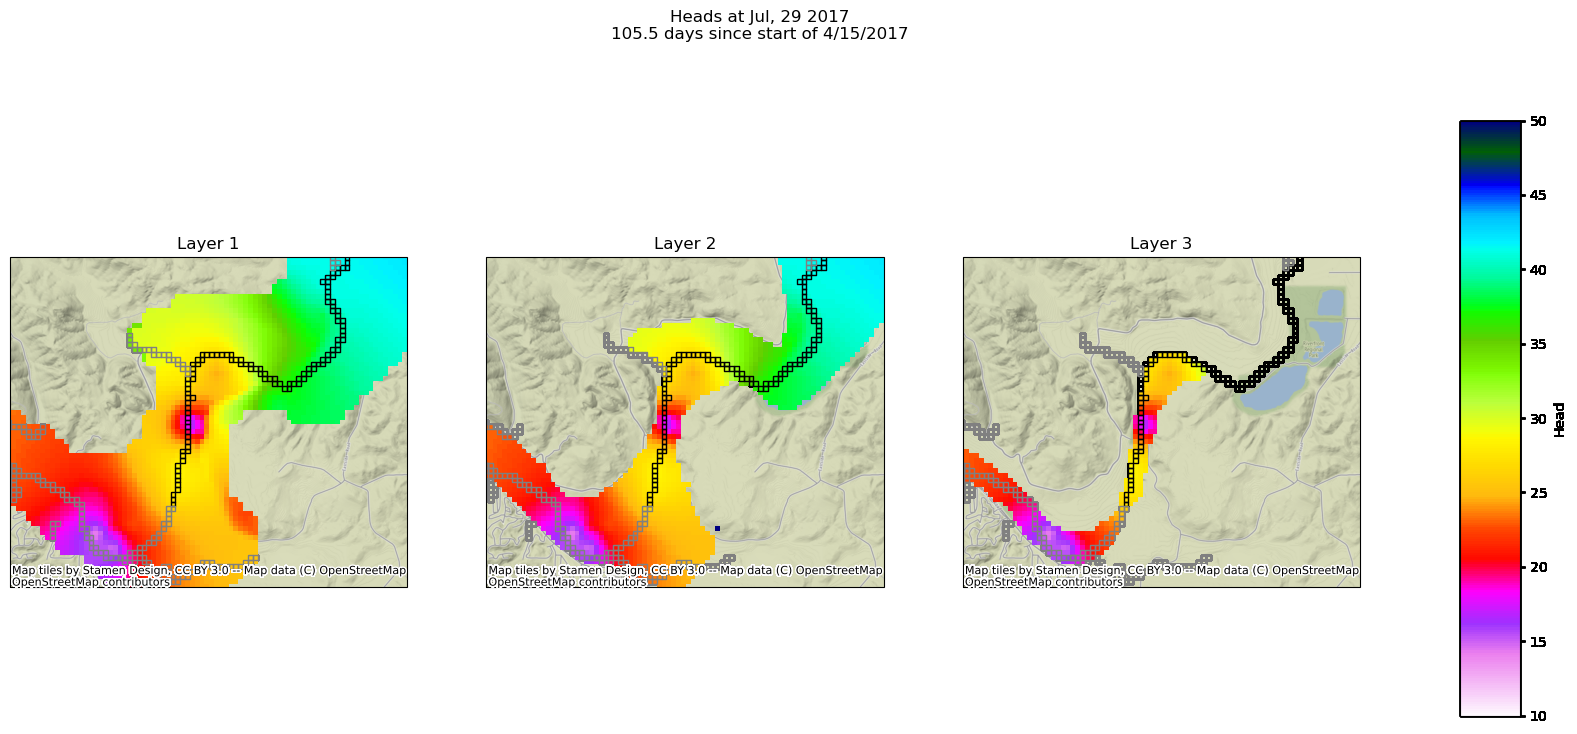 Heads at Jul, 29 2017
105.5 days since start of 4/15/2017
Layer 1
Layer 2
Layer 3
Map tiles by Stamen Design, CC BY 3.0 -- Map data (C) OpenStreetMap
OpenStreetMap contributors
Map tiles by Stamen Design, CC BY 3.0 -- Map data (C) OpenStreetMap
OpenStreetMap contributors
Map tiles by Stamen Design, CC BY 3.0 -- Map data (C) OpenStreetMap
OpenStreetMap contributors
50
45
40
35
30
25
20
15
10
Head